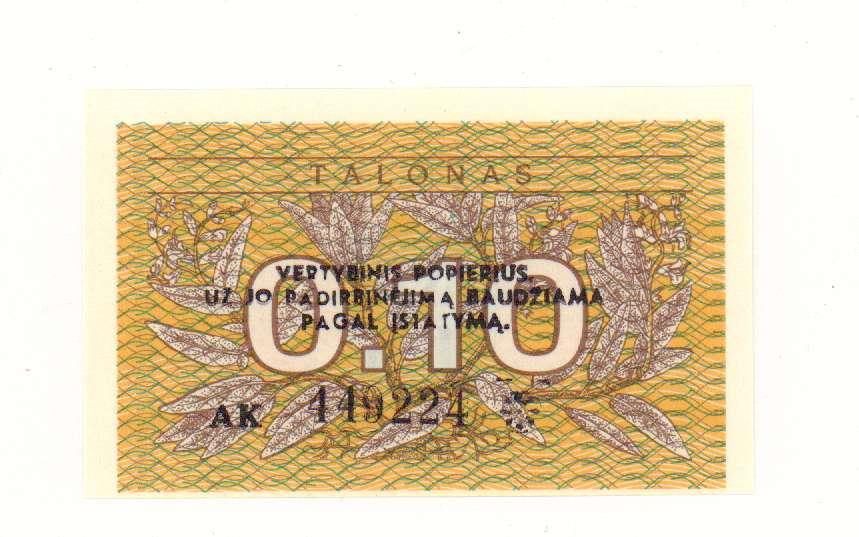 TALONAS
0.10
VERTYBINIS POPIERIUS
UŽ JO PADIRBINĖJIMĄ BAUDŽIAMA
PAGAL ĮSTATYMĄ.
AK 449224